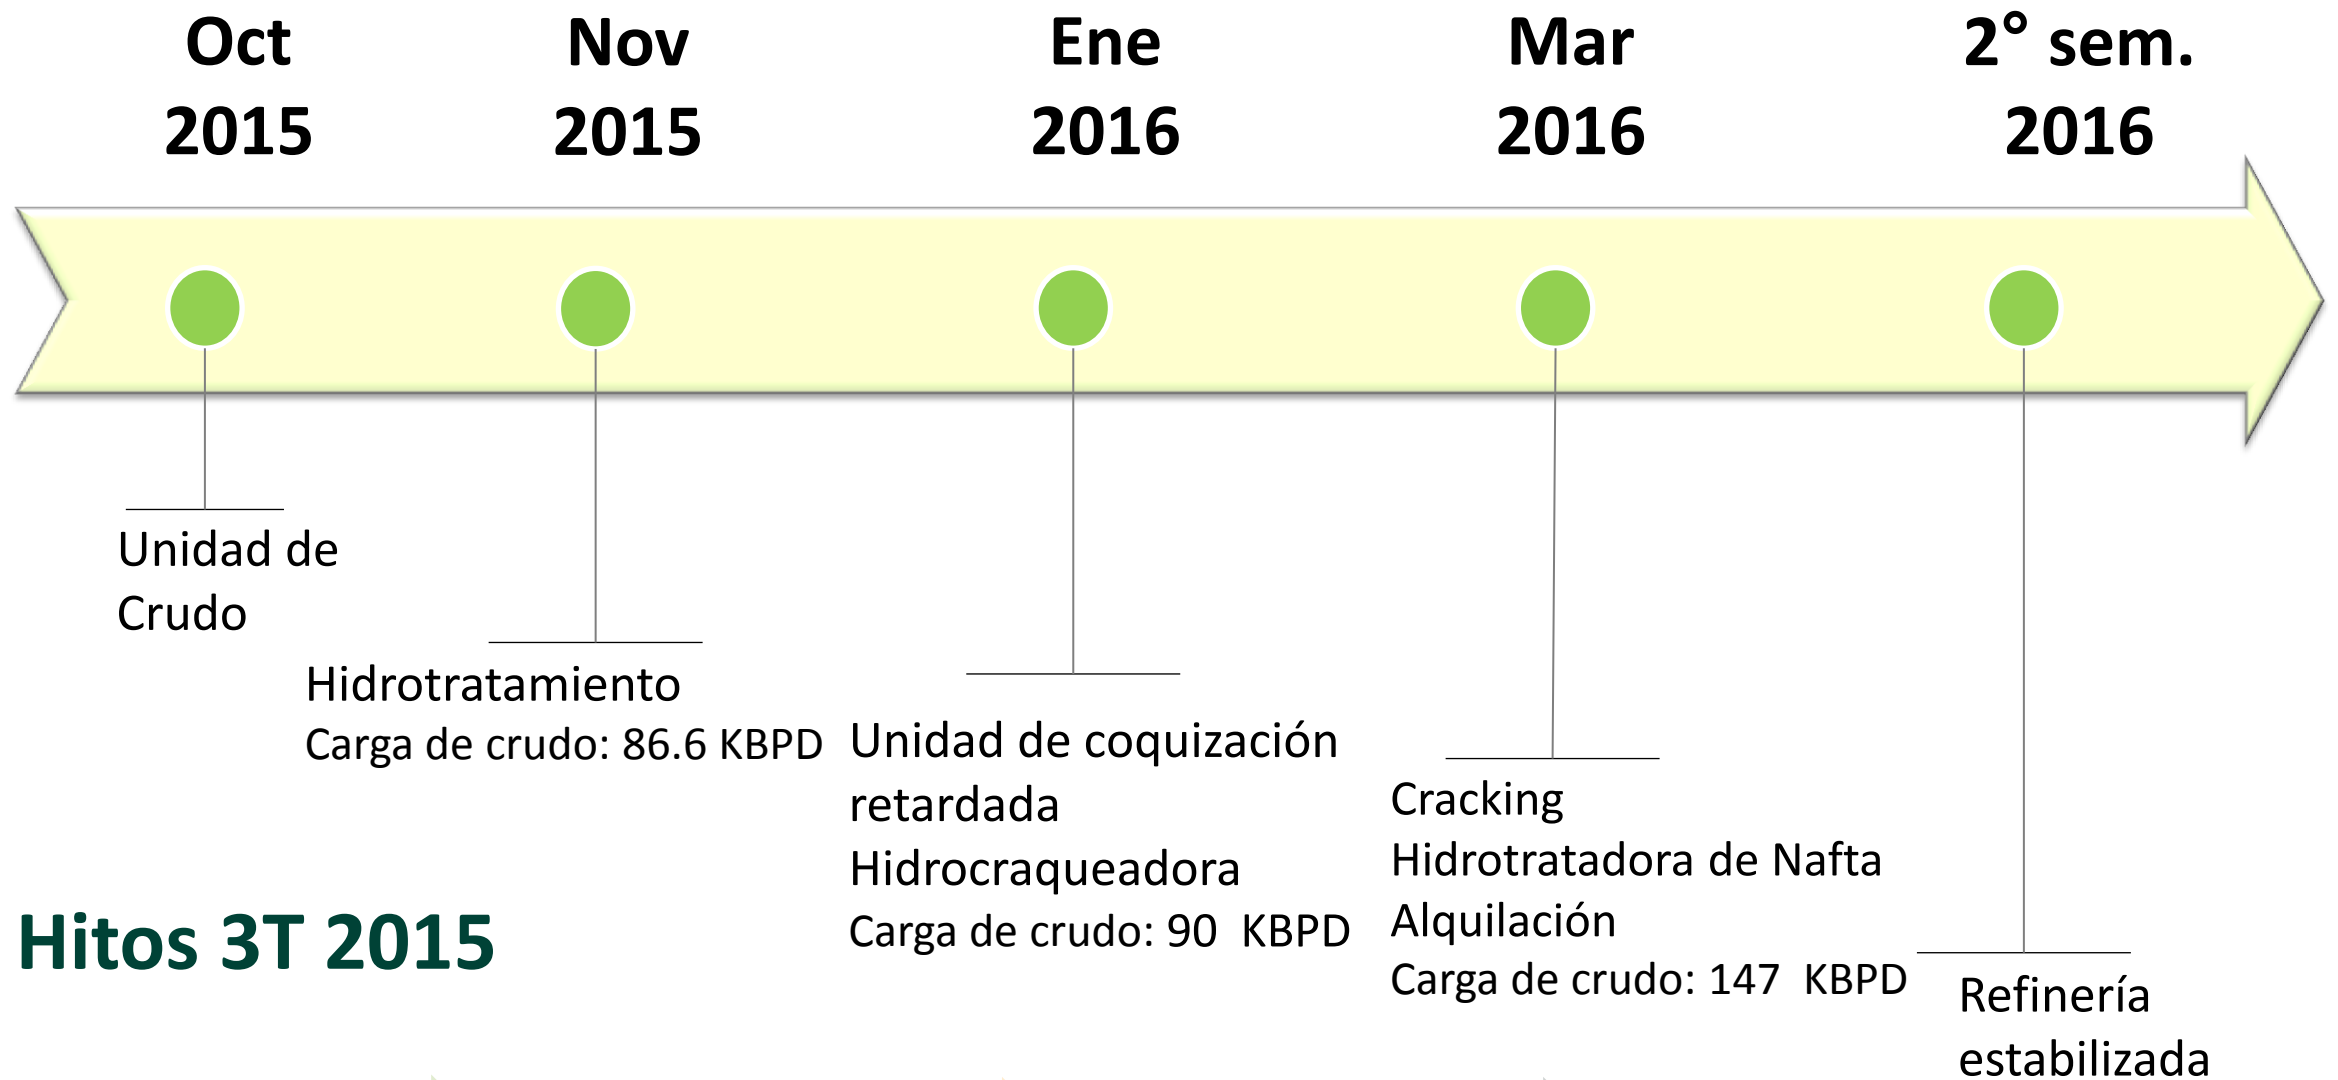 Oct
2015
Nov
2015
Ene
2016
Mar
2016
2° sem.
2016
Unidad de
Crudo
Hidrotratamiento
Carga de crudo: 86.6 KBPD
Unidad de coquización
retardada
Hidrocraqueadora
Carga de crudo: 90 KBPD
Cracking
Hidrotratadora de Nafta
Alquilación
Carga de crudo: 147 KBPD
Refinería
estabilizada
Hitos 3T 2015